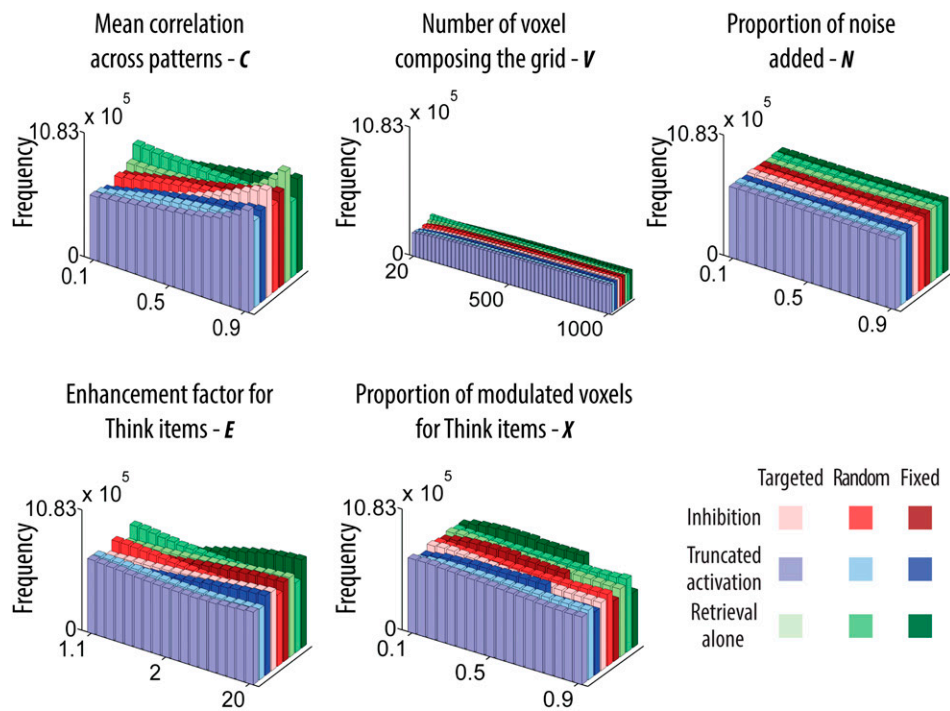 Mean correlation
across patterns - C
10.83 x 10^5
Frequency
0
0.1
0.5
0.9
Number of voxel
composing the grid - V
10.83 x 10^5
Frequency
0
20
500
1000
Proportion of noise
added - N
10.83 x 10^5
Frequency
0
0.1
0.5
0.9
Enhancement factor for
Think items - E
10.83 x 10^5
Frequency
0
1.1
2
20
Proportion of modulated voxels
for Think items - X
10.83 x 10^5
Frequency
0
0.1
0.5
0.9
Targeted Random Fixed
Inhibition
Truncated
activation
Retrieval
alone